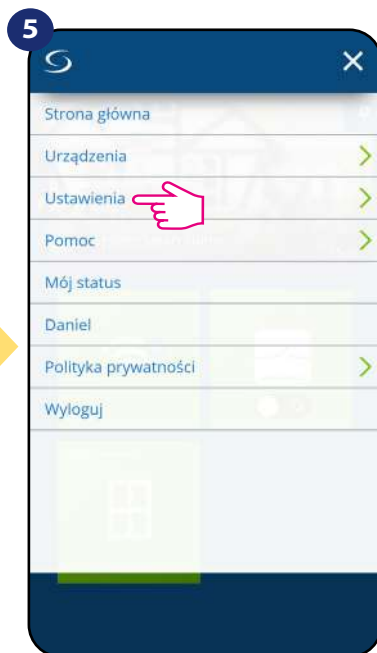 5
Strona główna
Urządzenia
Ustawienia
Pomoc
Mój status
Daniel
Polityka prywatności
Wyloguj